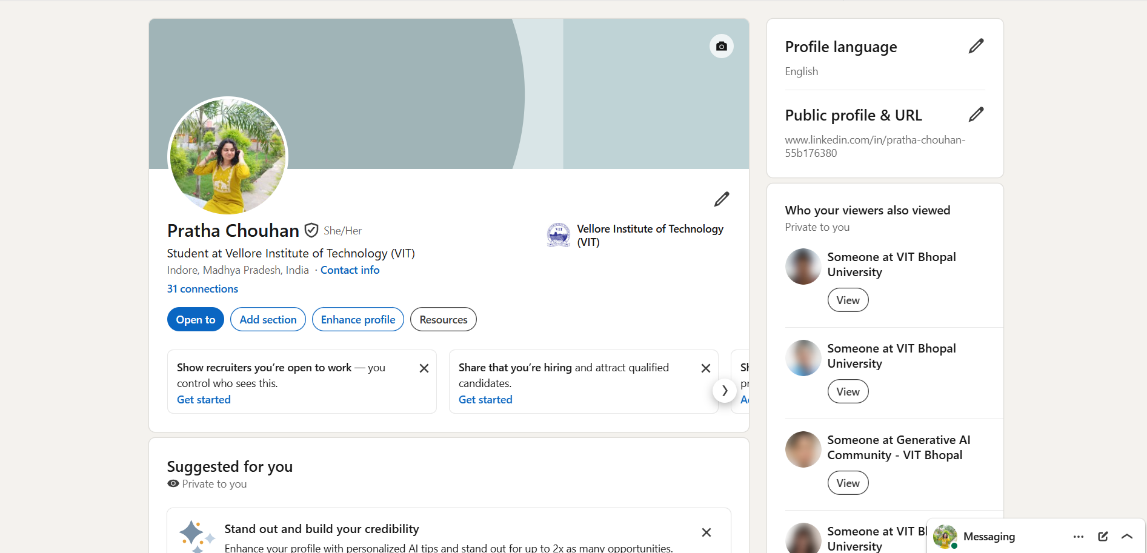 Pratha Chouhan She/Her
Student at Vellore Institute of Technology (VIT)
Indore, Madhya Pradesh, India · Contact info
31 connections
Vellore Institute of Technology
(VIT)
Open to
Add section
Enhance profile
Resources
Show recruiters you're open to work — you
control who sees this.
Get started
Share that you're hiring and attract qualified
candidates.
Get started
Suggested for you
Private to you
Stand out and build your credibility
Enhance your profile with personalized AI tips and stand out for up to 2x as many opportunities.
Profile language
English
Public profile & URL
www.linkedin.com/in/pratha-chouhan-
55b176380
Who your viewers also viewed
Private to you
Someone at VIT Bhopal
University
View
Someone at VIT Bhopal
University
View
Someone at Generative AI
Community - VIT Bhopal
View
Someone at VIT
University
Messaging